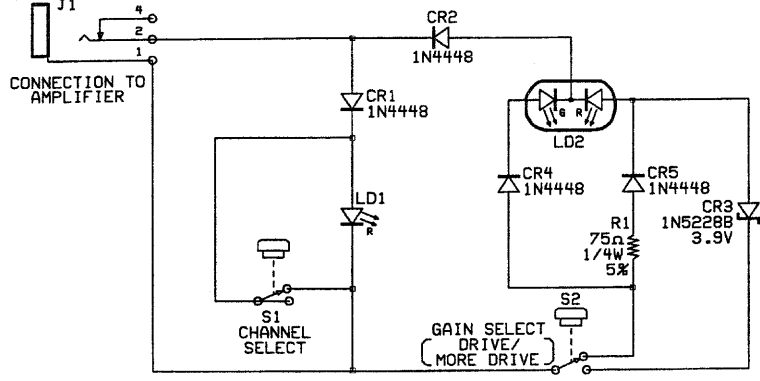 J1
4
2
1
CONNECTION TO
AMPLIFIER
CR2
1N4448
CR1
1N4448
G R
LD2
CR4
1N4448
CR5
1N4448
CR3
1N5228B
3.9V
LD1
R
R1
75Ω
1/4W
5%
S1
CHANNEL
SELECT
S2
GAIN SELECT
DRIVE/
MORE DRIVE